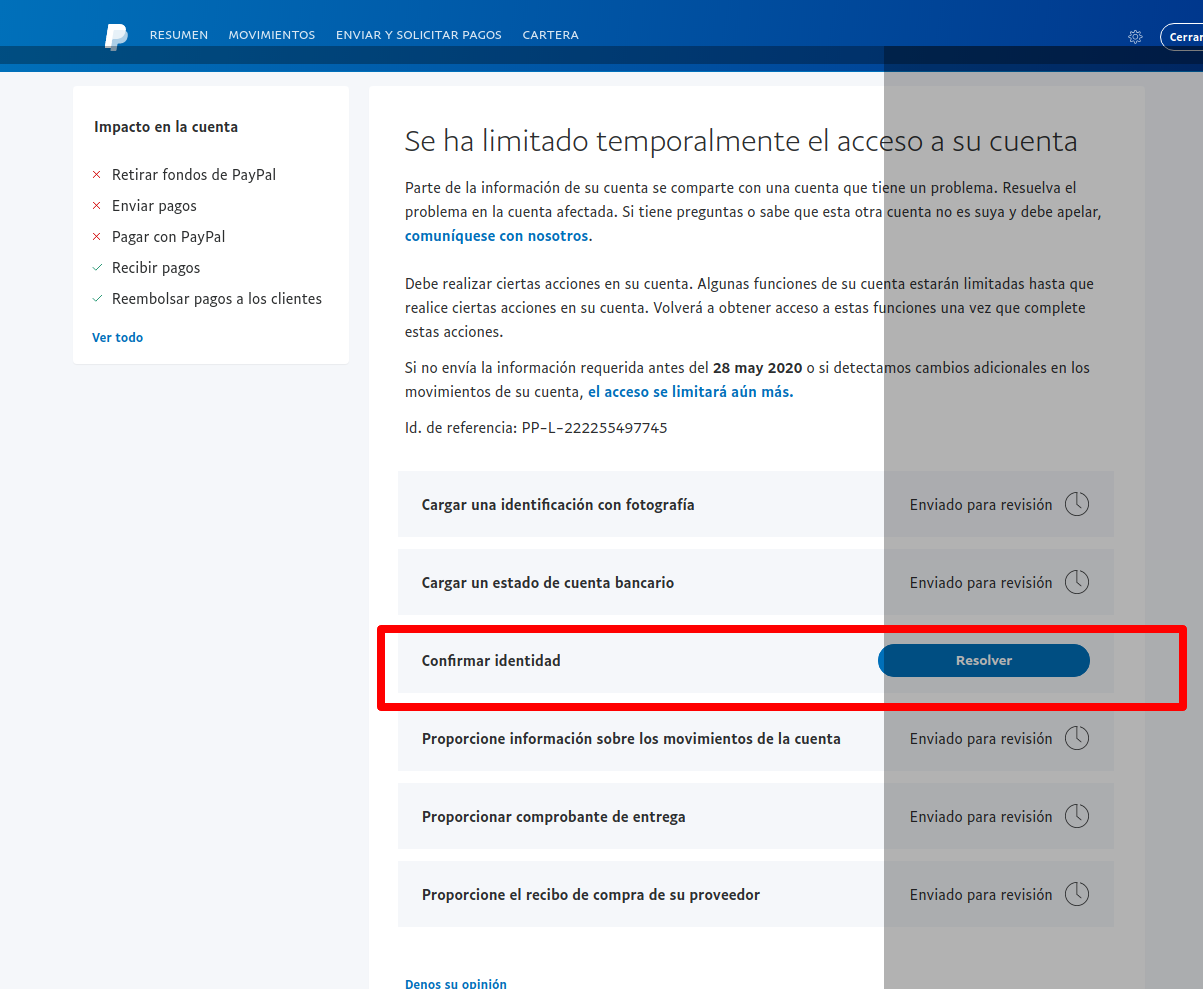 RESUMEN MOVIMIENTOS ENVIAR Y SOLICITAR PAGOS CARTERA
Cerrar
Impacto en la cuenta
Retirar fondos de PayPal
Enviar pagos
Pagar con PayPal
Recibir pagos
Reembolsar pagos a los clientes
Ver todo
Se ha limitado temporalmente el acceso a su cuenta
Parte de la información de su cuenta se comparte con una cuenta que tiene un problema. Resuelva el
problema en la cuenta afectada. Si tiene preguntas o sabe que esta otra cuenta no es suya y debe apelar,
comuníquese con nosotros.
Debe realizar ciertas acciones en su cuenta. Algunas funciones de su cuenta estarán limitadas hasta que
realice ciertas acciones en su cuenta. Volverá a obtener acceso a estas funciones una vez que complete
estas acciones.
Si no envía la información requerida antes del 28 may 2020 o si detectamos cambios adicionales en los
movimientos de su cuenta, el acceso se limitará aún más.
Id. de referencia: PP-L-222255497745
Cargar una identificación con fotografía Enviado para revisión
Cargar un estado de cuenta bancario Enviado para revisión
Confirmar identidad Resolver
Proporcione información sobre los movimientos de la cuenta Enviado para revisión
Proporcionar comprobante de entrega Enviado para revisión
Proporcione el recibo de compra de su proveedor Enviado para revisión
Denos su opinión